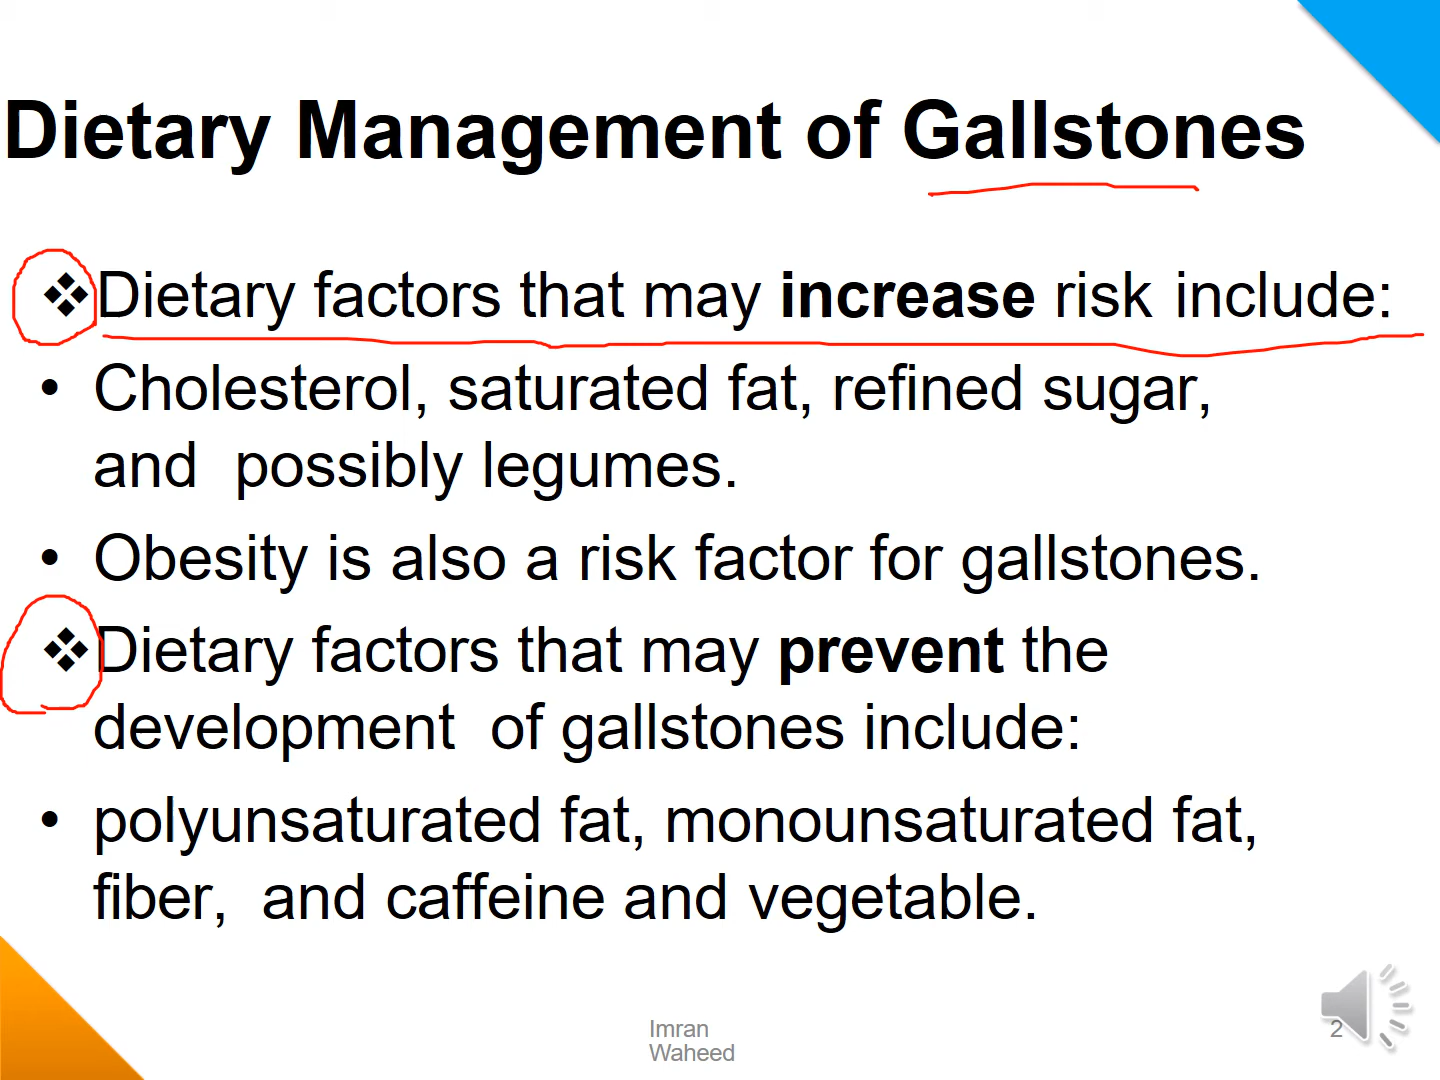 Dietary Management of Gallstones
❖Dietary factors that may increase risk include:
• Cholesterol, saturated fat, refined sugar,
and possibly legumes.
• Obesity is also a risk factor for gallstones.
❖Dietary factors that may prevent the
development of gallstones include:
• polyunsaturated fat, monounsaturated fat,
fiber, and caffeine and vegetable.
Imran
Waheed
2